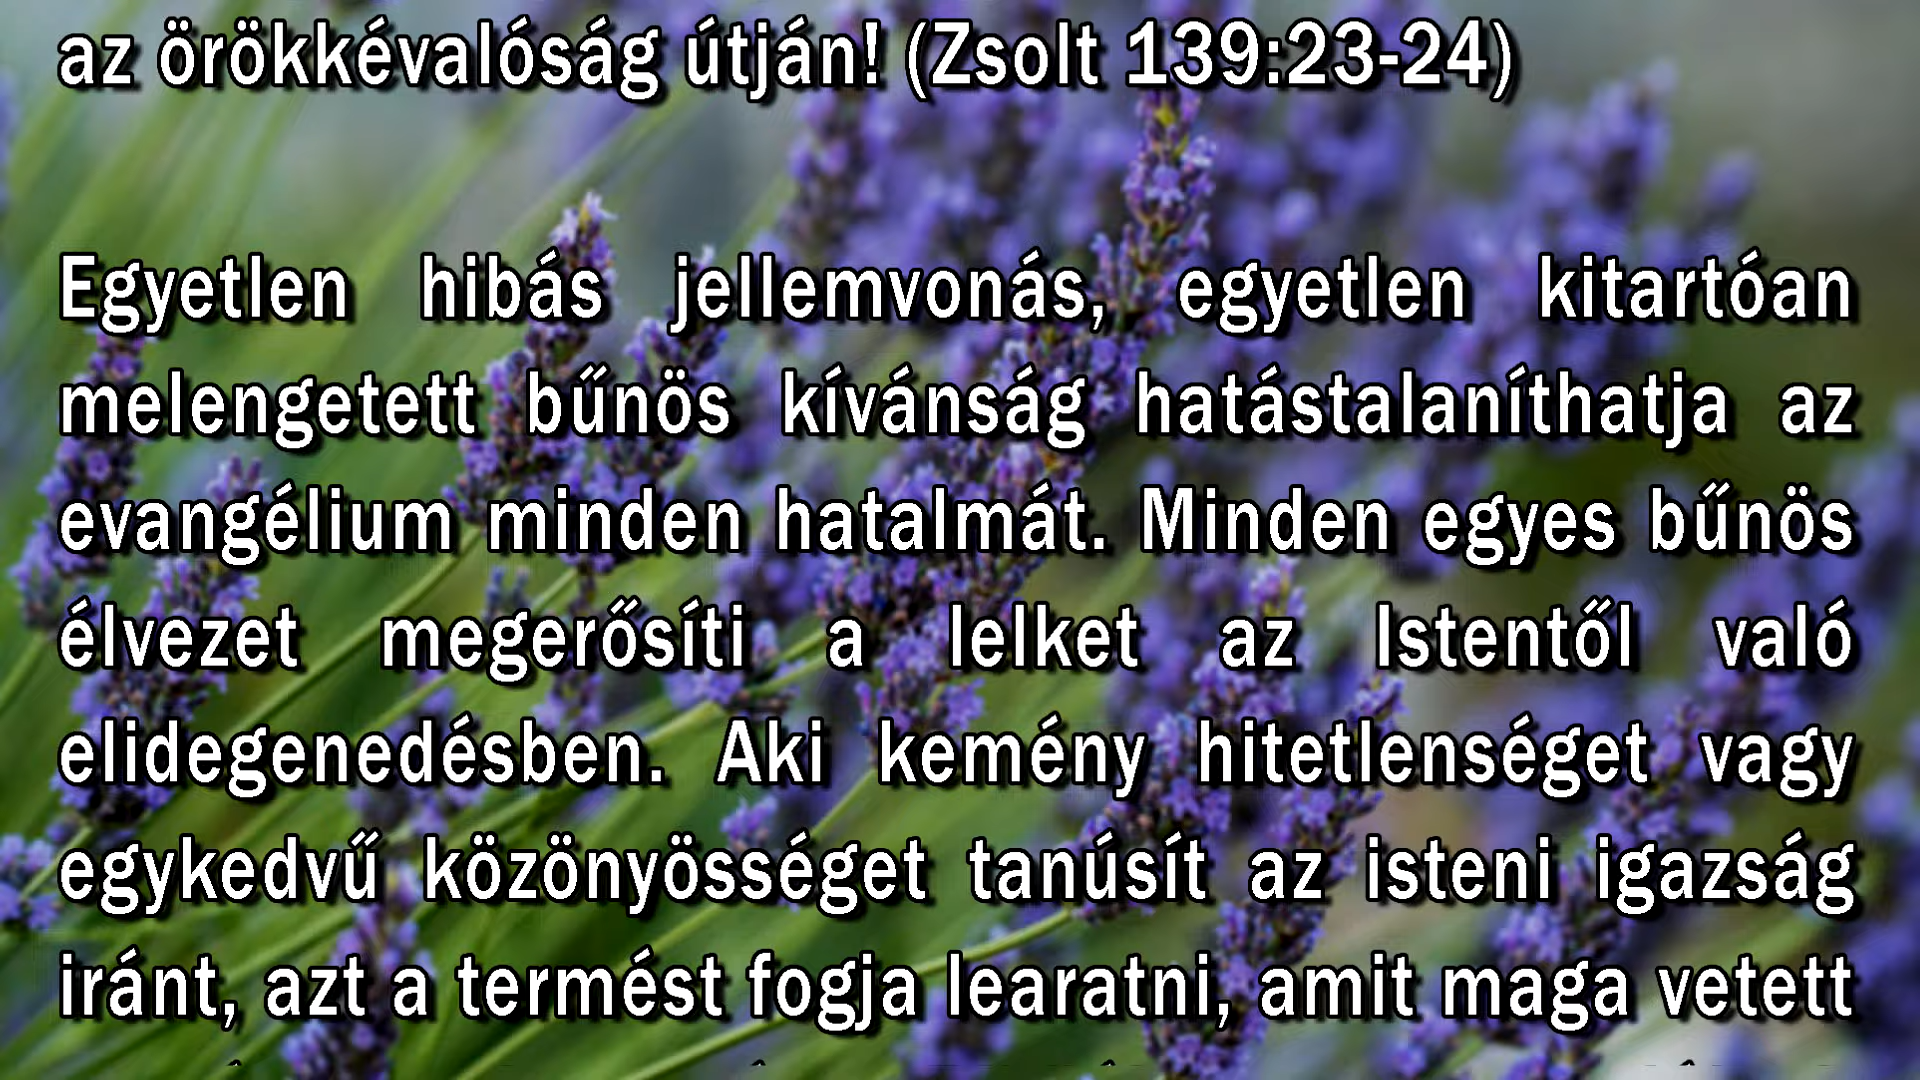 az örökkévalóság útján! (Zsolt 139:23-24)
Egyetlen hibás jellemvonás, egyetlen kitartóan
melengetett bűnös kívánság hatástalaníthatja az
evangélium minden hatalmát. Minden egyes bűnös
élvezet megerősíti a lelket az Istentől való
elidegenedésben. Aki kemény hitetlenséget vagy
egykedvű közönyösséget tanúsít az isteni igazság
iránt, azt a termést fogja learatni, amit maga vetett